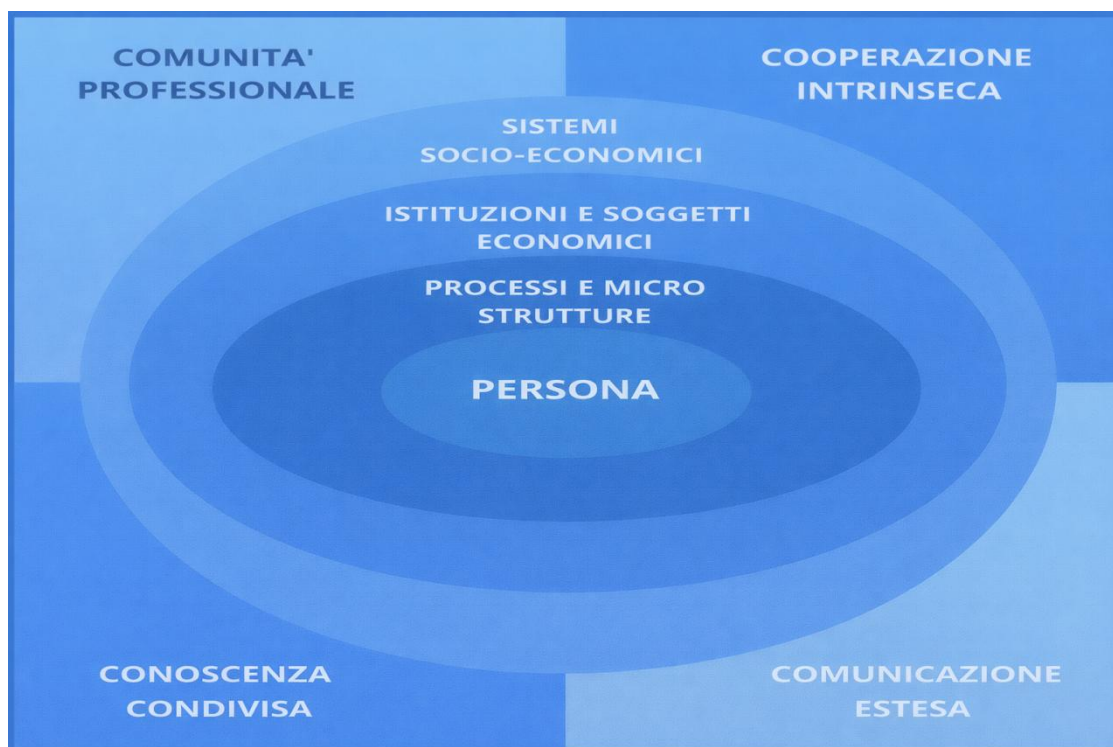 COMUNITA'
PROFESSIONALE
COOPERAZIONE
INTRINSECA
SISTEMI
SOCIO-ECONOMICI
ISTITUZIONI E SOGGETTI
ECONOMICI
PROCESSI E MICRO
STRUTTURE
PERSONA
CONOSCENZA
CONDIVISA
COMUNICAZIONE
ESTESA